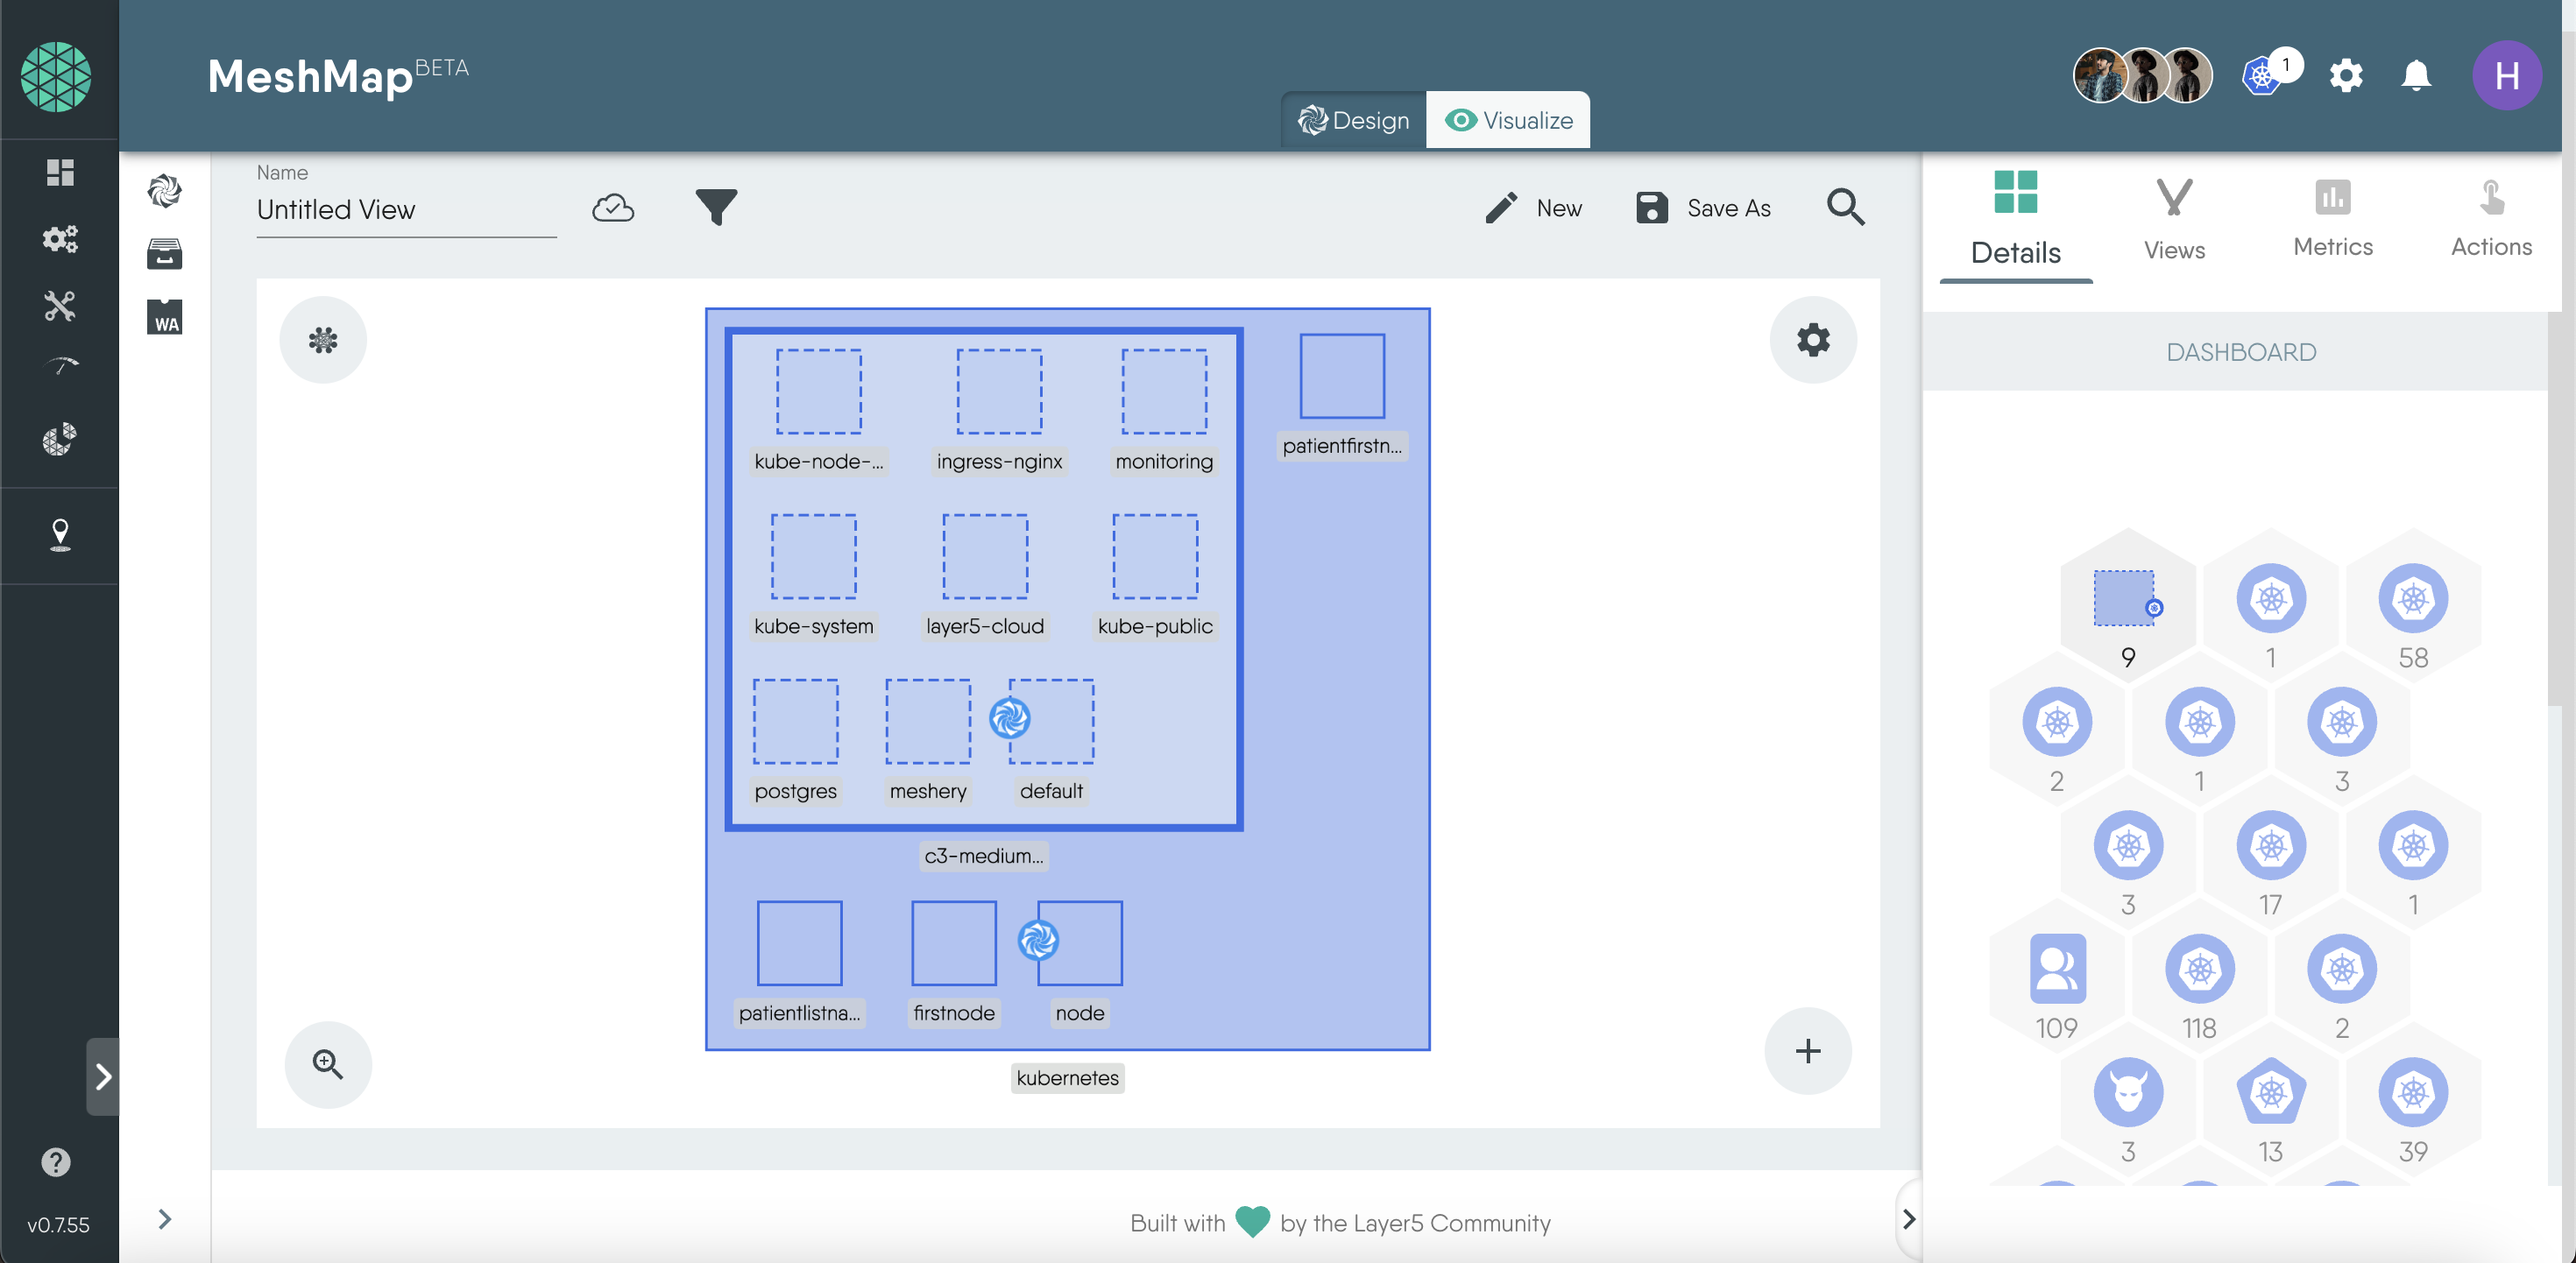 MeshMap BETA
Design
Visualize
1
H
Name
Untitled View
New
Save As
Details
Views
Metrics
Actions
WA
DASHBOARD
kube-node-...
ingress-nginx
monitoring
patientfirstn...
kube-system
layer5-cloud
kube-public
postgres
meshery
default
c3-medium...
patientlistna...
firstnode
node
kubernetes
9
1
58
2
1
3
3
17
1
109
118
2
3
13
39
v0.7.55
Built with by the Layer5 Community